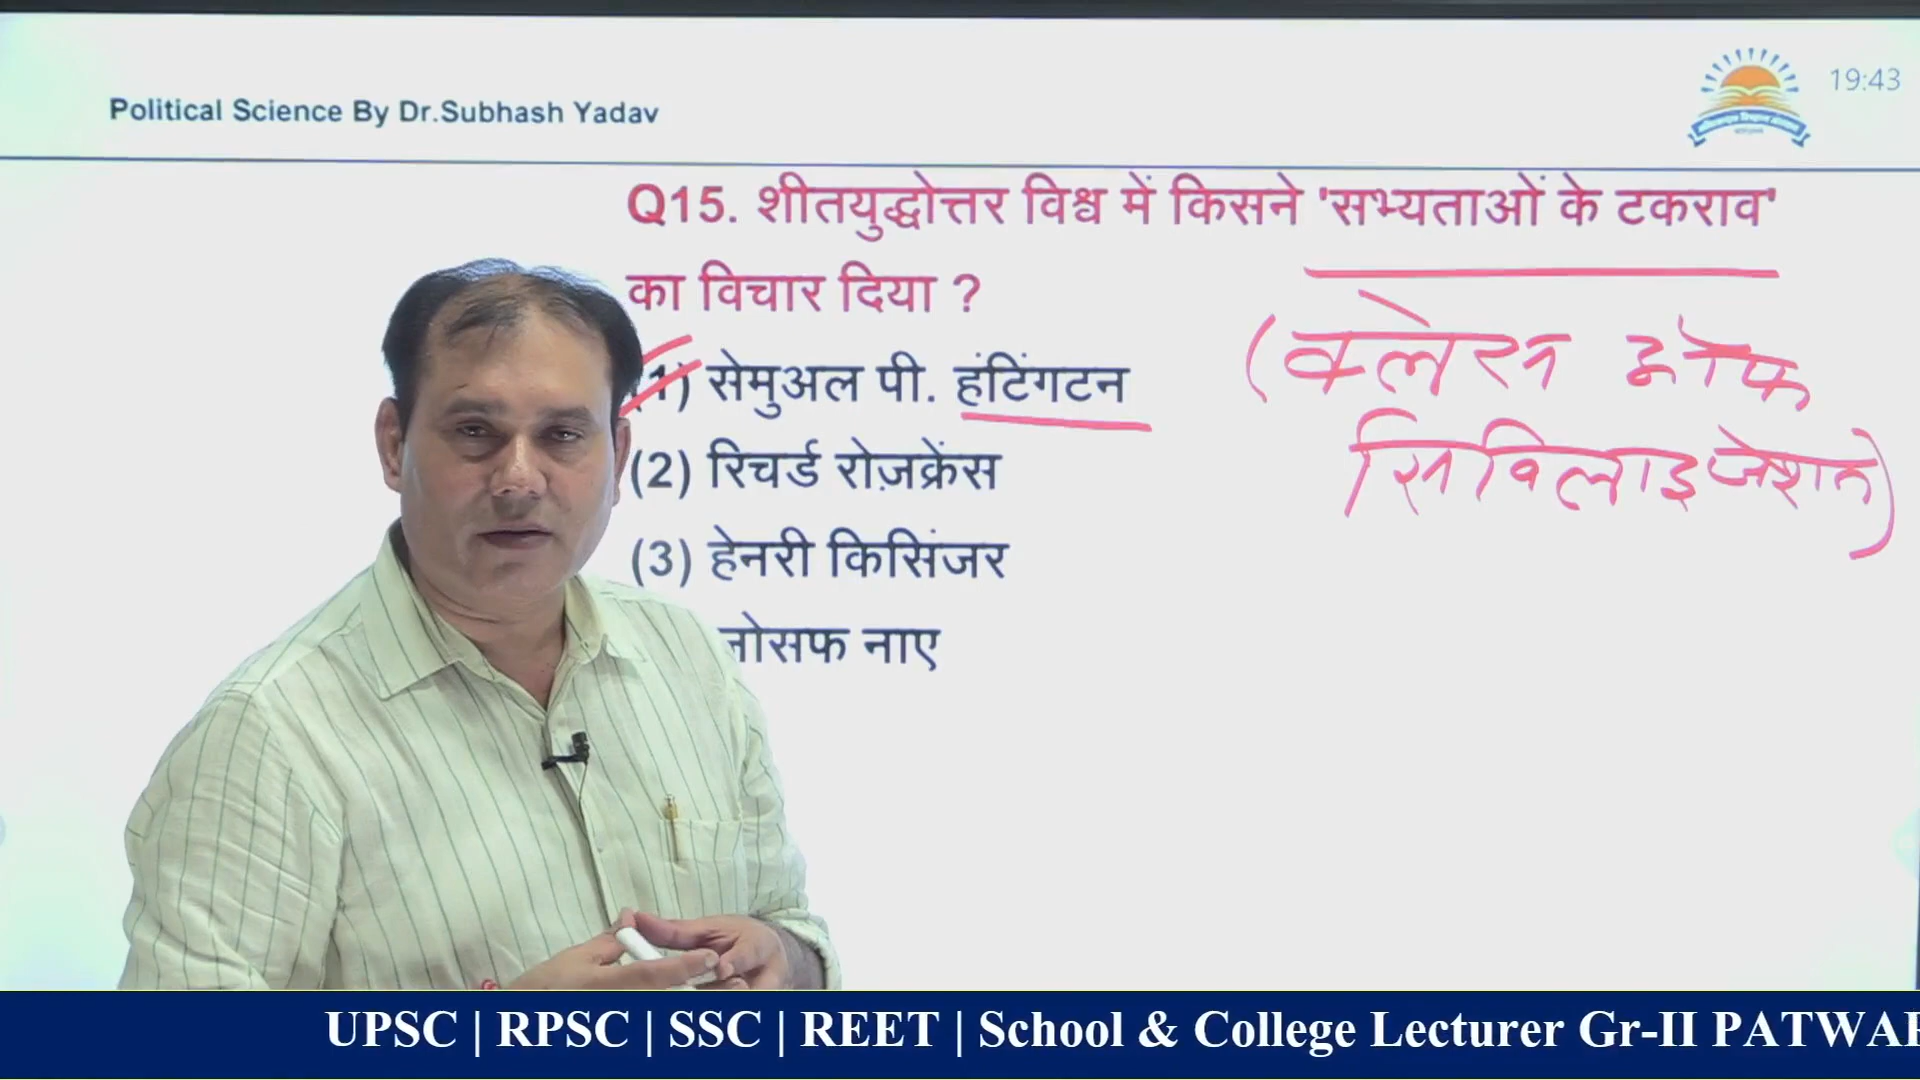 19:43
Political Science By Dr.Subhash Yadav
Q15. शीतयुद्धोत्तर विश्व में किसने 'सभ्यताओं के टकराव'
का विचार दिया ?
(1) सेमुअल पी. हंटिंगटन
(क्लेस ऑफ
सिविलाइजेशन)
(2) रिचर्ड रोज़क्रेंस
(3) हेनरी किसिंजर
जोसफ नाए
UPSC | RPSC | SSC | REET | School & College Lecturer Gr-II PATWAR